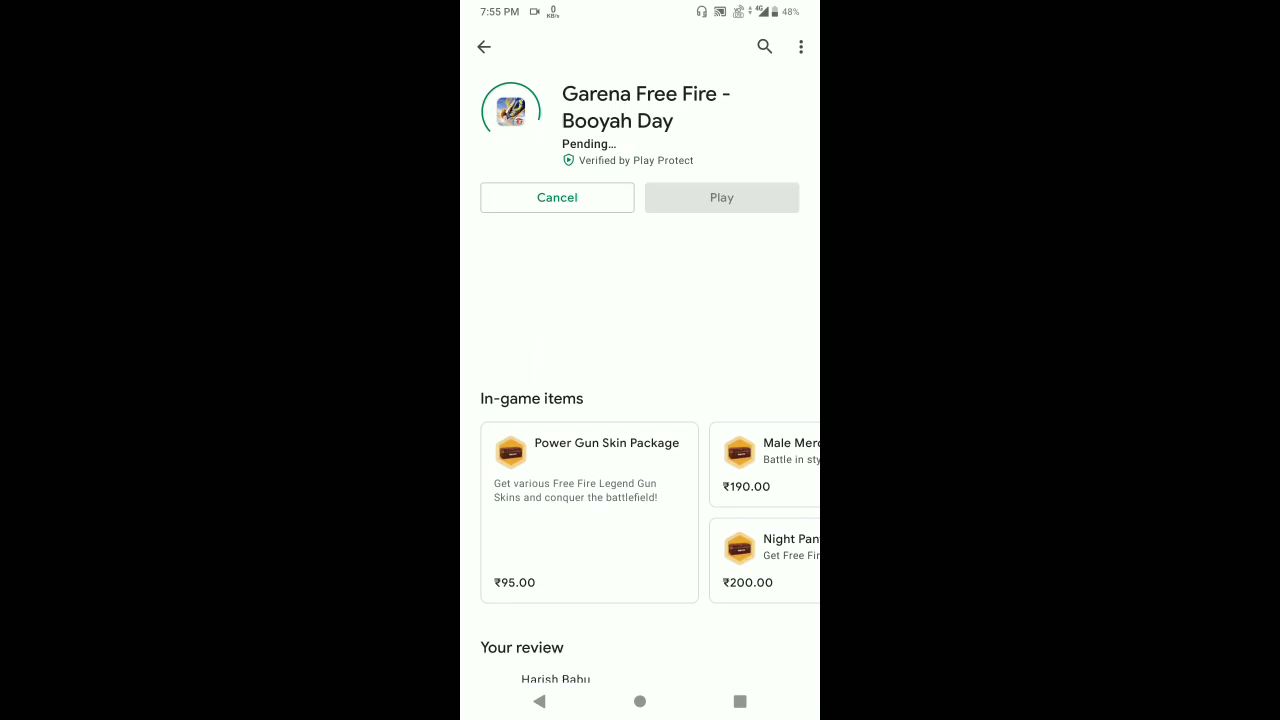 7:55 PM 0 KB/s 4G 48%
Garena Free Fire -
Booyah Day
Pending...
Verified by Play Protect
Cancel Play
In-game items
Power Gun Skin Package
Get various Free Fire Legend Gun
Skins and conquer the battlefield!
₹95.00
Male Merc
Battle in sty
₹190.00
Night Pan
Get Free Fir
₹200.00
Your review
Harish Babu